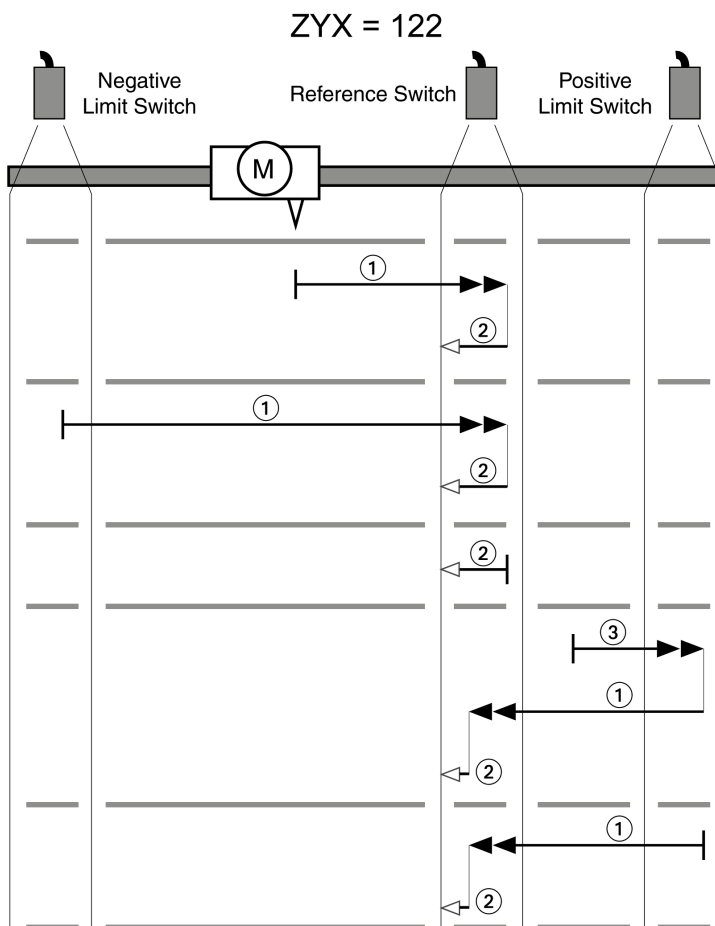 ZYX = 122
Negative
Limit Switch
Reference Switch
Positive
Limit Switch
M
1
2
1
2
2
3
1
2
1
2